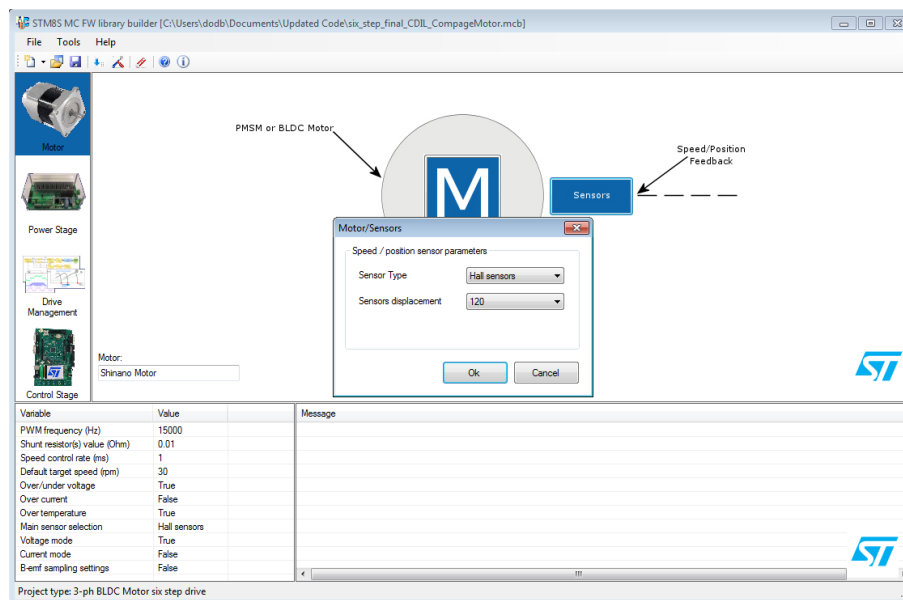 STM8S MC FW library builder [C:\Users\dodb\Documents\Updated Code\six_step_final_CDIL_CompageMotor.mcb]
File Tools Help
Motor
Power Stage
Drive
Management
Control Stage
PMSM or BLDC Motor
M
Speed/Position
Feedback
Sensors
Motor/Sensors
Speed / position sensor parameters
Sensor Type Hall sensors
Sensors displacement 120
Ok Cancel
Motor:
Shinano Motor
ST
Variable Value
PWM frequency (Hz) 15000
Shunt resistor(s) value (Ohm) 0.01
Speed control rate (ms) 1
Default target speed (rpm) 30
Over/under voltage True
Over current False
Over temperature True
Main sensor selection Hall sensors
Voltage mode True
Current mode False
B-emf sampling settings False
Message
ST
Project type: 3-ph BLDC Motor six step drive